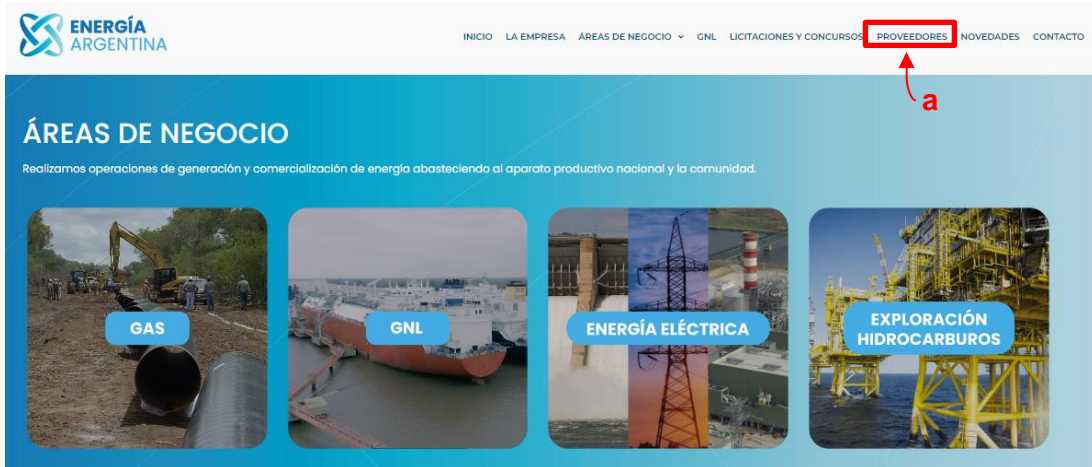 ENERGÍA
ARGENTINA
INICIO LA EMPRESA ÁREAS DE NEGOCIO GNL LICITACIONES Y CONCURSOS PROVEEDORES NOVEDADES CONTACTO
a
ÁREAS DE NEGOCIO
Realizamos operaciones de generación y comercialización de energía abasteciendo al aparato productivo nacional y la comunidad.
GAS
GNL
ENERGÍA ELÉCTRICA
EXPLORACIÓN
HIDROCARBUROS